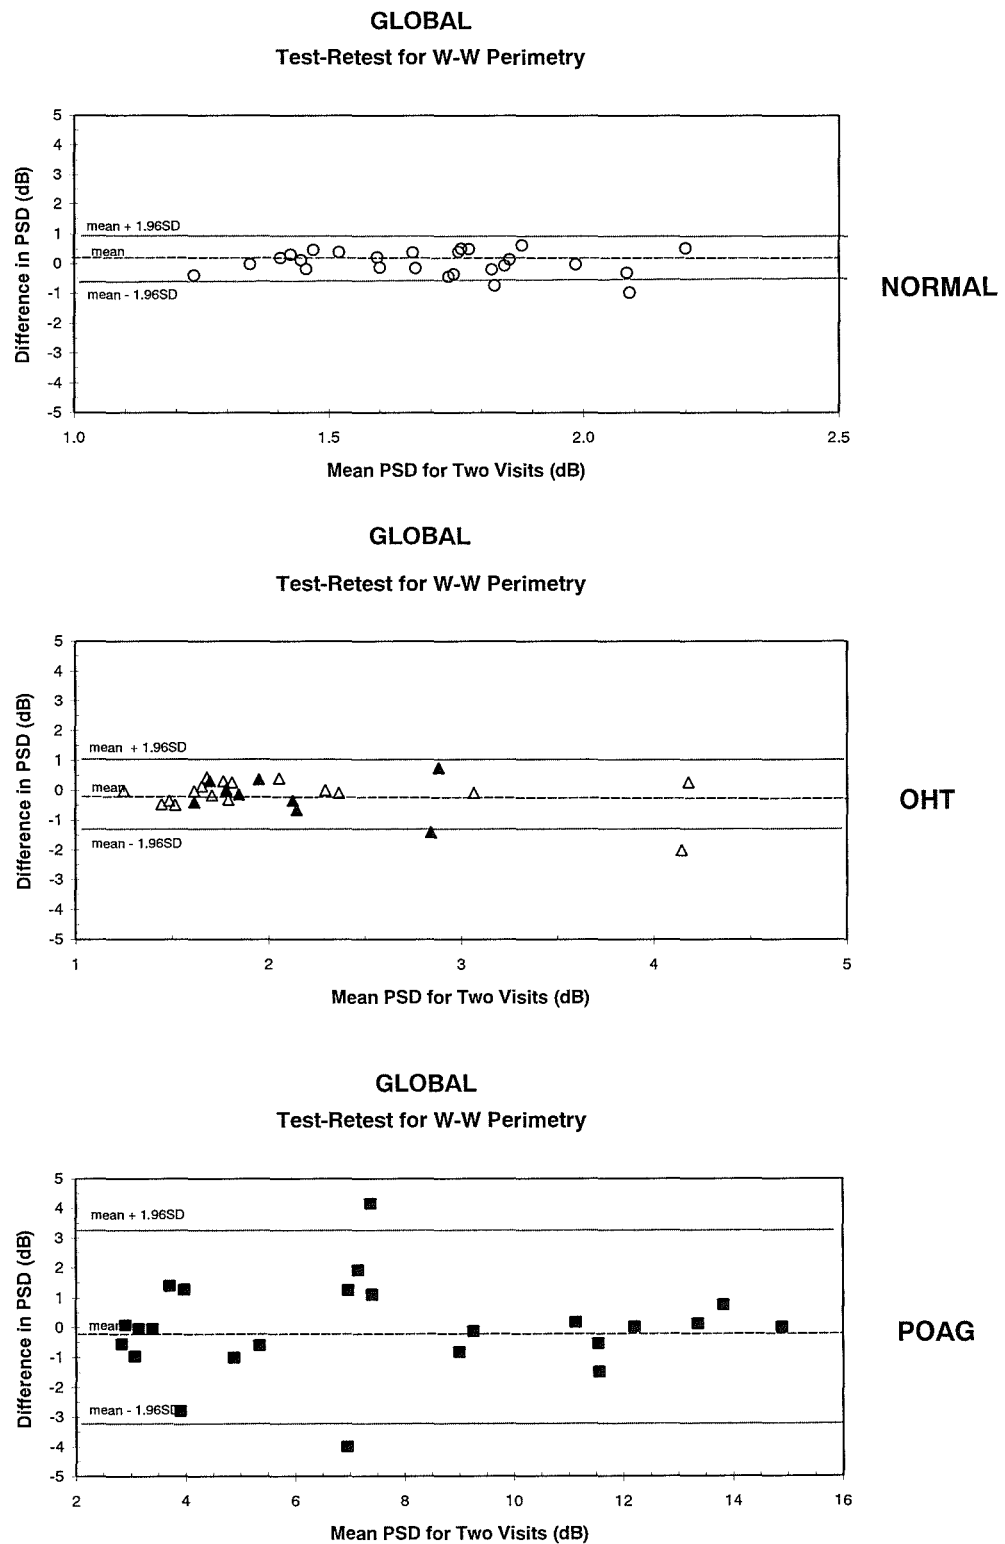 GLOBAL
Test-Retest for W-W Perimetry
Difference in PSD (dB)
5
4
3
2
1
0
-1
-2
-3
-4
-5
mean + 1.96SD
mean
mean - 1.96SD
NORMAL
1.0 1.5 2.0 2.5
Mean PSD for Two Visits (dB)
GLOBAL
Test-Retest for W-W Perimetry
Difference in PSD (dB)
5
4
3
2
1
0
-1
-2
-3
-4
-5
mean + 1.96SD
mean
mean - 1.96SD
OHT
1 2 3 4 5
Mean PSD for Two Visits (dB)
GLOBAL
Test-Retest for W-W Perimetry
Difference in PSD (dB)
5
4
3
2
1
0
-1
-2
-3
-4
-5
mean + 1.96SD
mean
mean - 1.96SD
POAG
2 4 6 8 10 12 14 16
Mean PSD for Two Visits (dB)